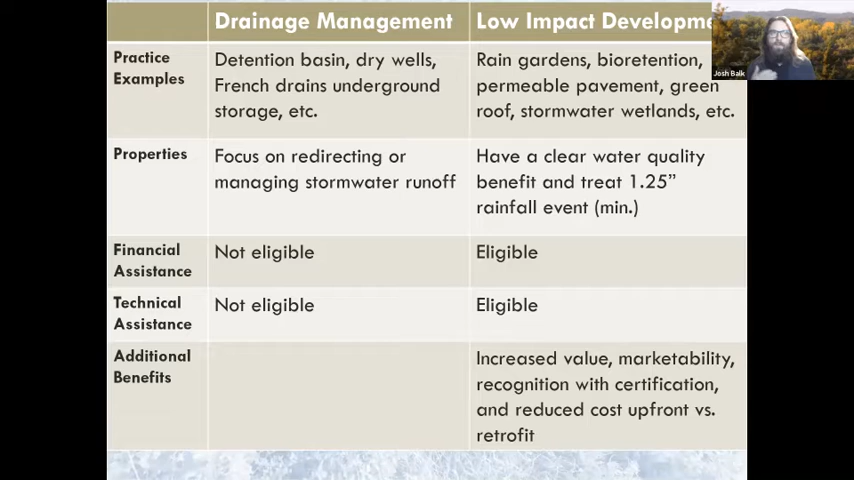 Drainage Management
Low Impact Developme
Josh Balk
Practice
Examples
Detention basin, dry wells,
French drains underground
storage, etc.
Rain gardens, bioretention,
permeable pavement, green
roof, stormwater wetlands, etc.
Properties
Focus on redirecting or
managing stormwater runoff
Have a clear water quality
benefit and treat 1.25”
rainfall event (min.)
Financial
Assistance
Not eligible
Eligible
Technical
Assistance
Not eligible
Eligible
Additional
Benefits
Increased value, marketability,
recognition with certification,
and reduced cost upfront vs.
retrofit